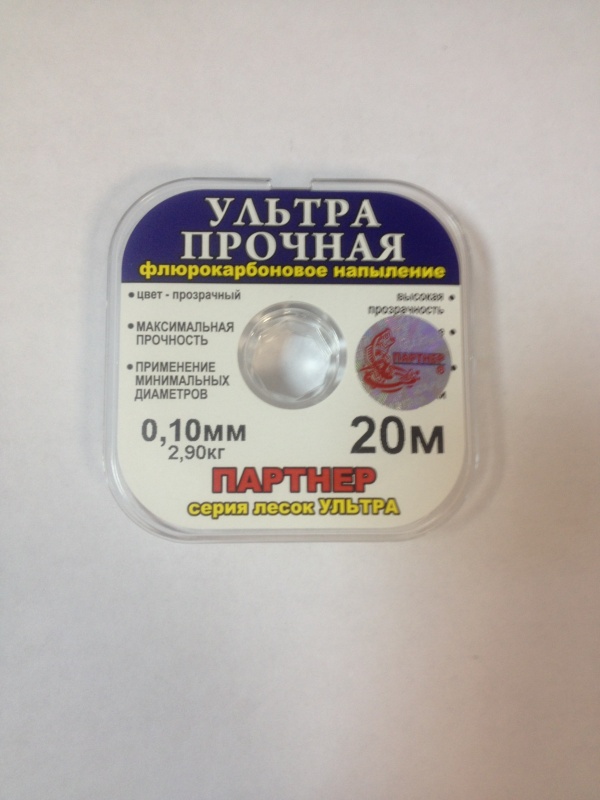 УЛЬТРА
ПРОЧНАЯ
флюрокарбоновое напыление
• цвет - прозрачный
• МАКСИМАЛЬНАЯ
ПРОЧНОСТЬ
• ПРИМЕНЕНИЕ
МИНИМАЛЬНЫХ
ДИАМЕТРОВ
высокая •
прозрачность
ПАРТНЕР
®
0,10мм
2,90кг
20м
ПАРТНЕР
серия лесок УЛЬТРА